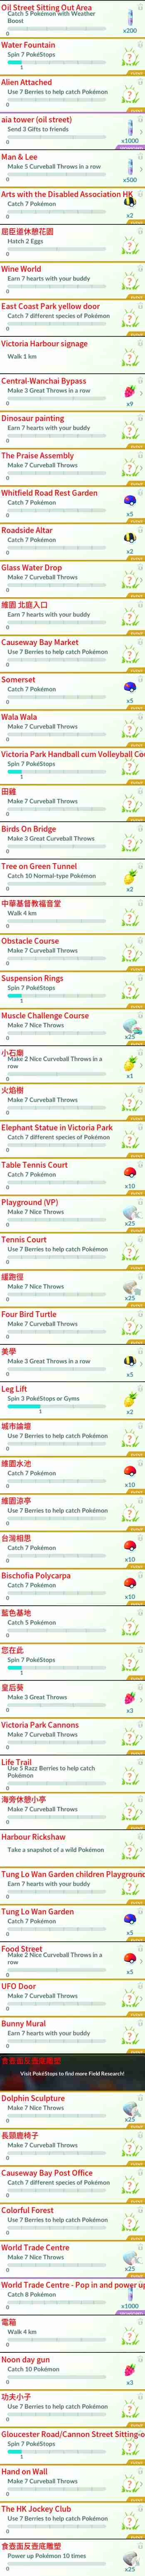 Oil Street Sitting Out Area
Catch 5 Pokémon with Weather
Boost
0
x200
Water Fountain
Spin 7 PokéStops
1
Alien Attached
Use 7 Berries to help catch Pokémon
0
aia tower (oil street)
Send 3 Gifts to friends
0
x1000
Man & Lee
Make 5 Curveball Throws in a row
0
x500
Arts with the Disabled Association HK
Catch 7 Pokémon
0
x2
屈臣道休憩花園
Hatch 2 Eggs
0
Wine World
Earn 7 hearts with your buddy
0
East Coast Park yellow door
Catch 7 different species of Pokémon
0
Victoria Harbour signage
Walk 1 km
Central-Wanchai Bypass
Make 3 Great Throws in a row
0
x9
Dinosaur painting
Earn 7 hearts with your buddy
0
The Praise Assembly
Make 7 Curveball Throws
0
Whitfield Road Rest Garden
Catch 7 Pokémon
0
x5
Roadside Altar
Catch 7 Pokémon
0
x2
Glass Water Drop
Make 7 Curveball Throws
0
維園 北庭入口
Earn 7 hearts with your buddy
0
Causeway Bay Market
Use 7 Berries to help catch Pokémon
0
Somerset
Catch 7 Pokémon
0
x5
Wala Wala
Make 7 Curveball Throws
0
Victoria Park Handball cum Volleyball Co
Spin 7 PokéStops
1
田雞
Make 7 Curveball Throws
0
Birds On Bridge
Make 3 Great Curveball Throws
0
Tree on Green Tunnel
Catch 10 Normal-type Pokémon
0
x2
中華基督教福音堂
Walk 4 km
0
Obstacle Course
Make 7 Curveball Throws
0
Suspension Rings
Spin 7 PokéStops
1
Muscle Challenge Course
Make 7 Nice Throws
0
x25
小石廟
Make 2 Nice Curveball Throws in a
row
0
x1
火焰樹
Make 7 Curveball Throws
0
Elephant Statue in Victoria Park
Catch 7 different species of Pokémon
0
Table Tennis Court
Catch 7 Pokémon
0
x10
Playground (VP)
Make 7 Nice Throws
0
x25
Tennis Court
Use 7 Berries to help catch Pokémon
0
緩跑徑
Make 7 Nice Throws
0
x25
Four Bird Turtle
Make 7 Curveball Throws
0
美學
Make 3 Great Throws in a row
0
x5
Leg Lift
Spin 3 PokéStops or Gyms
1
x2
城市論壇
Use 7 Berries to help catch Pokémon
0
維園水池
Catch 7 Pokémon
0
x10
維園涼亭
Use 7 Berries to help catch Pokémon
0
台灣相思
Catch 7 Pokémon
0
x10
Bischofia Polycarpa
Catch 7 Pokémon
0
x10
藍色基地
Catch 5 Pokémon
0
您在此
Spin 7 PokéStops
1
皇后葵
Make 3 Great Throws
0
x3
Victoria Park Cannons
Make 7 Curveball Throws
0
Life Trail
Use 5 Razz Berries to help catch
Pokémon
0
海旁休憩小亭
Make 7 Curveball Throws
0
Harbour Rickshaw
Take a snapshot of a wild Pokémon
Tung Lo Wan Garden children Playground
Earn 7 hearts with your buddy
0
Tung Lo Wan Garden
Catch 7 Pokémon
0
x5
Food Street
Make 2 Nice Curveball Throws in a
row
0
x5
UFO Door
Make 7 Curveball Throws
0
Bunny Mural
Earn 7 hearts with your buddy
0
食壺面反壺底雕塑
Visit PokéStops to find more Field Research!
Dolphin Sculpture
Make 7 Nice Throws
0
x25
長頸鹿椅子
Make 7 Curveball Throws
0
Causeway Bay Post Office
Catch 7 different species of Pokémon
0
Colorful Forest
Use 7 Berries to help catch Pokémon
0
World Trade Centre
Make 7 Nice Throws
0
x25
World Trade Centre - Pop in and power up
Catch 8 Pokémon
0
x1000
電箱
Walk 4 km
0
Noon day gun
Catch 10 Pokémon
0
x3
功夫小子
Use 7 Berries to help catch Pokémon
0
Gloucester Road/Cannon Street Sitting-o
Spin 7 PokéStops
1
Hand on Wall
Make 7 Curveball Throws
0
The HK Jockey Club
Use 7 Berries to help catch Pokémon
0
食壺面反壺底雕塑
Power up Pokémon 10 times
0
x25